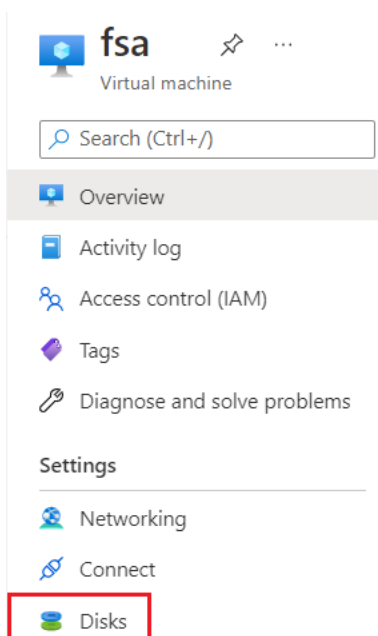 fsa
Virtual machine
Search (Ctrl+/)
Overview
Activity log
Access control (IAM)
Tags
Diagnose and solve problems
Settings
Networking
Connect
Disks